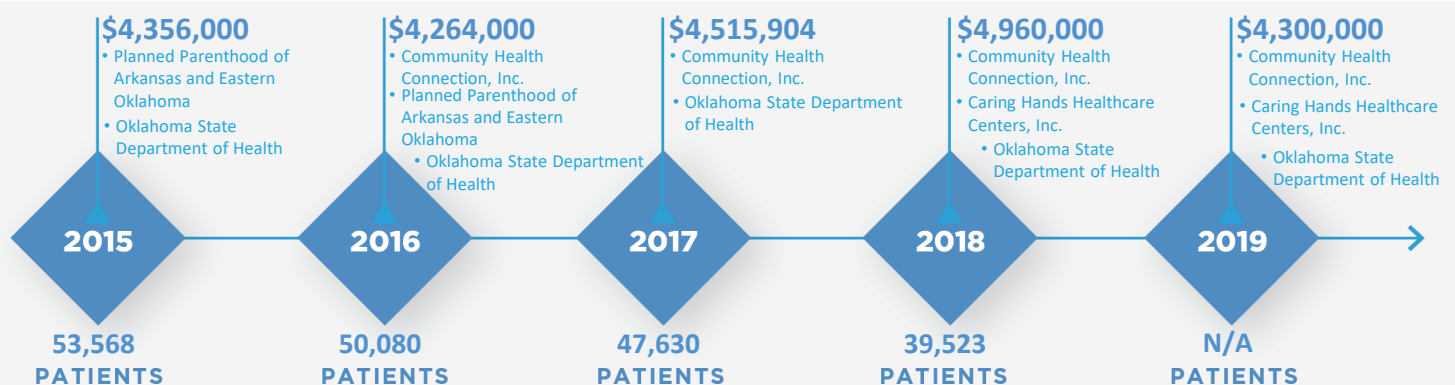 $4,356,000
• Planned Parenthood of
Arkansas and Eastern
Oklahoma
• Oklahoma State
Department of Health
2015
53,568
PATIENTS
$4,264,000
• Community Health
Connection, Inc.
• Planned Parenthood of
Arkansas and Eastern
Oklahoma
• Oklahoma State Department
of Health
2016
50,080
PATIENTS
$4,515,904
• Community Health
Connection, Inc.
• Oklahoma State Department
of Health
2017
47,630
PATIENTS
$4,960,000
• Community Health
Connection, Inc.
• Caring Hands Healthcare
Centers, Inc.
• Oklahoma State
Department of Health
2018
39,523
PATIENTS
$4,300,000
• Community Health
Connection, Inc.
• Caring Hands Healthcare
Centers, Inc.
• Oklahoma State
Department of Health
2019
N/A
PATIENTS